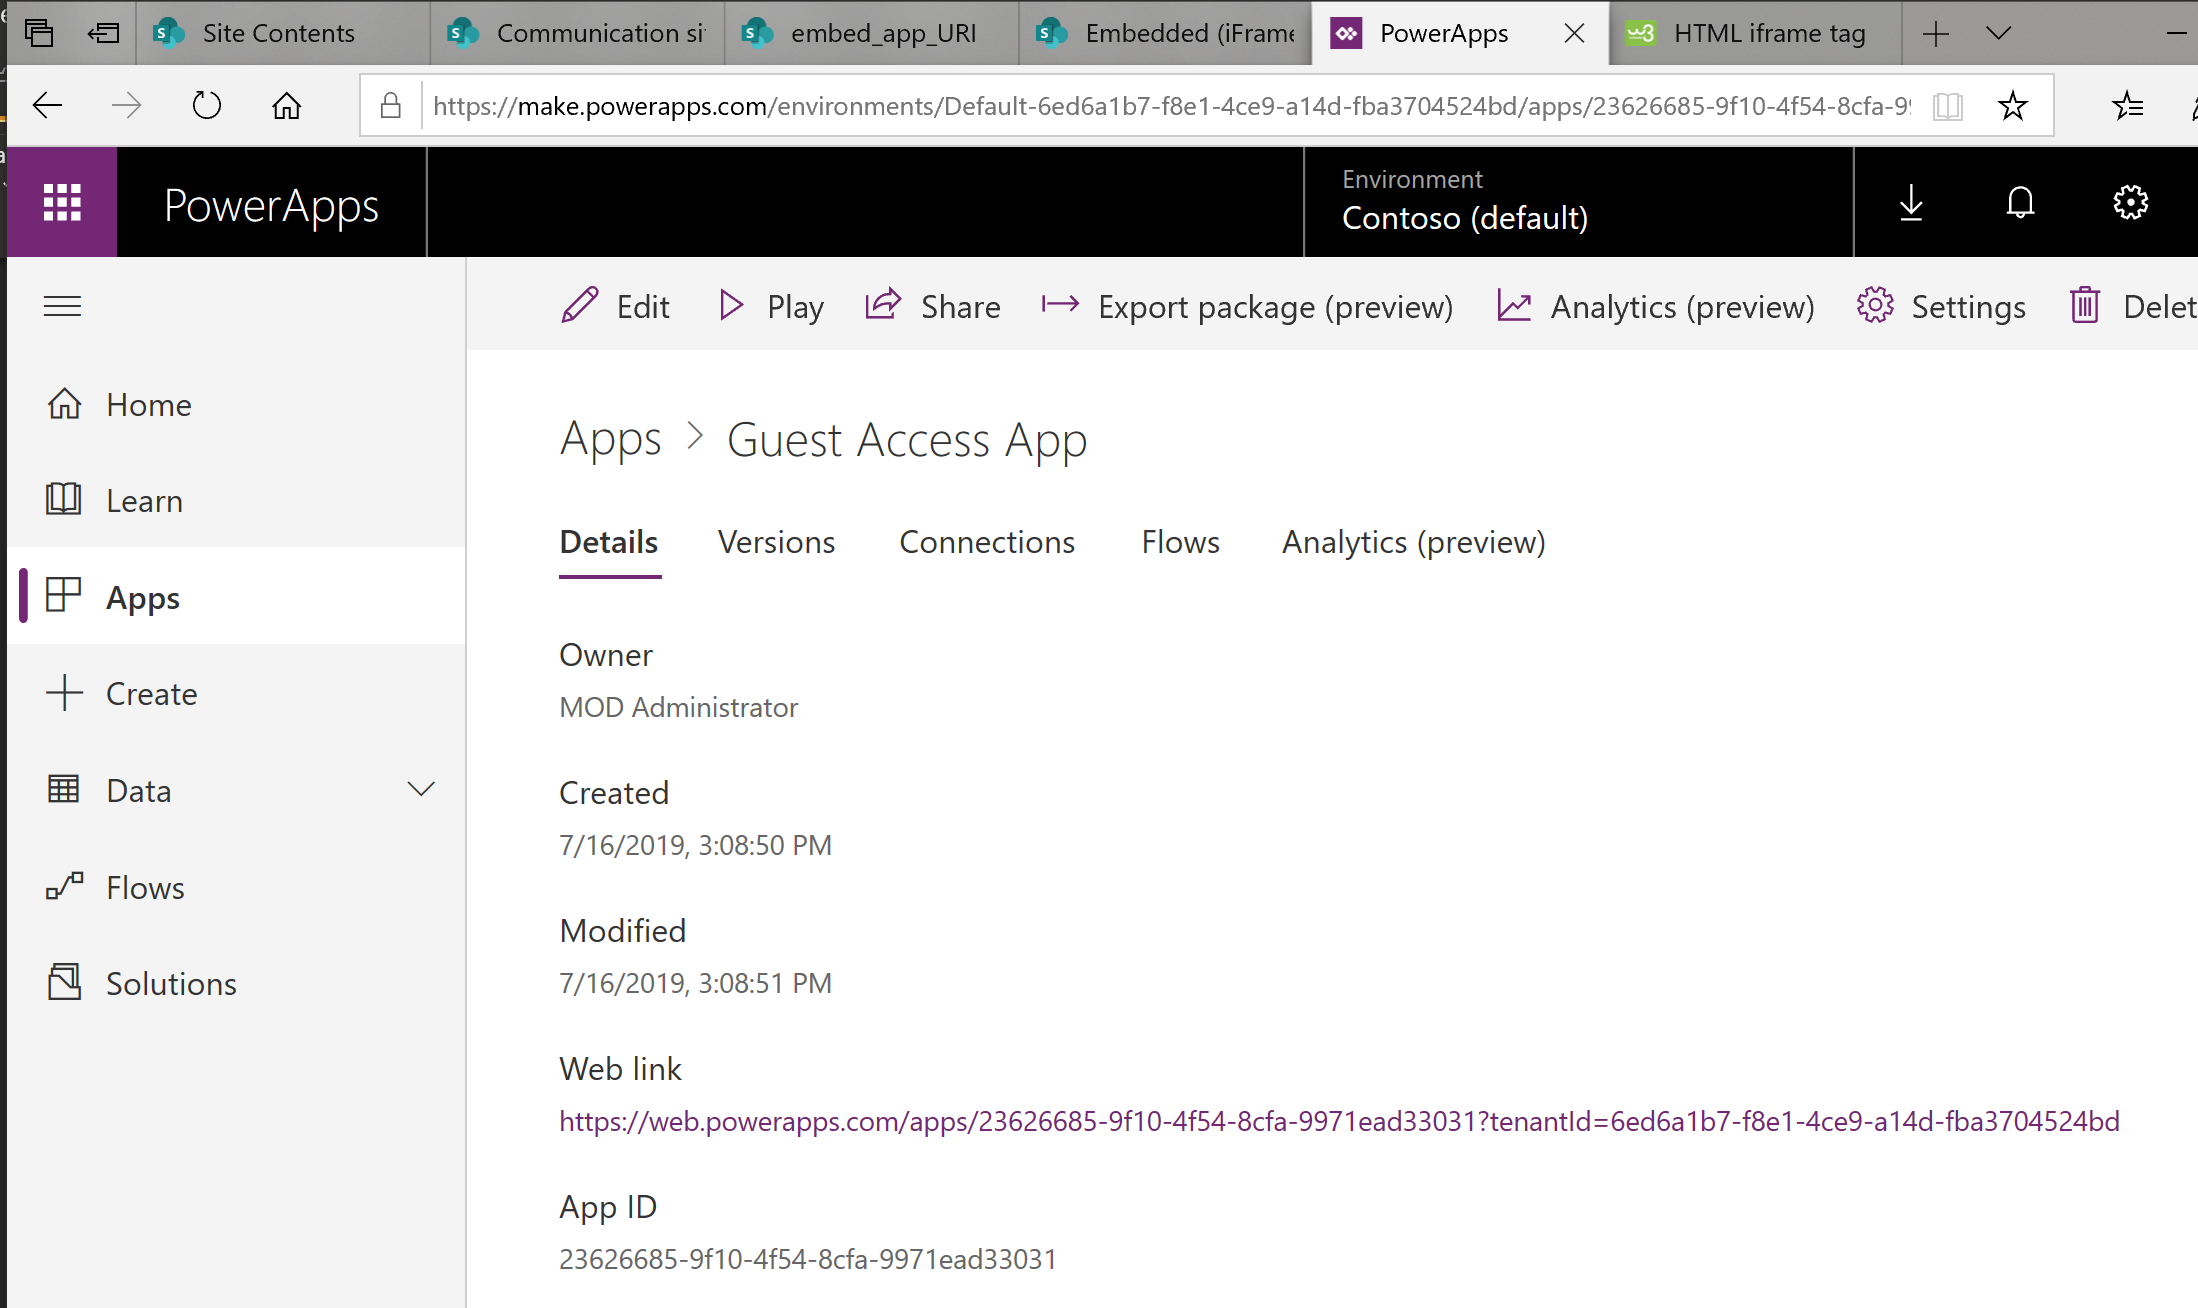 Site Contents
Communication si
embed_app_URI
Embedded (iFrame
PowerApps
HTML iframe tag
https://make.powerapps.com/environments/Default-6ed6a1b7-f8e1-4ce9-a14d-fba3704524bd/apps/23626685-9f10-4f54-8cfa-9
PowerApps
Environment
Contoso (default)
Edit
Play
Share
Export package (preview)
Analytics (preview)
Settings
Delet
Home
Learn
Apps
Create
Data
Flows
Solutions
Apps > Guest Access App
Details
Versions
Connections
Flows
Analytics (preview)
Owner
MOD Administrator
Created
7/16/2019, 3:08:50 PM
Modified
7/16/2019, 3:08:51 PM
Web link
https://web.powerapps.com/apps/23626685-9f10-4f54-8cfa-9971ead33031?tenantId=6ed6a1b7-f8e1-4ce9-a14d-fba3704524bd
App ID
23626685-9f10-4f54-8cfa-9971ead33031